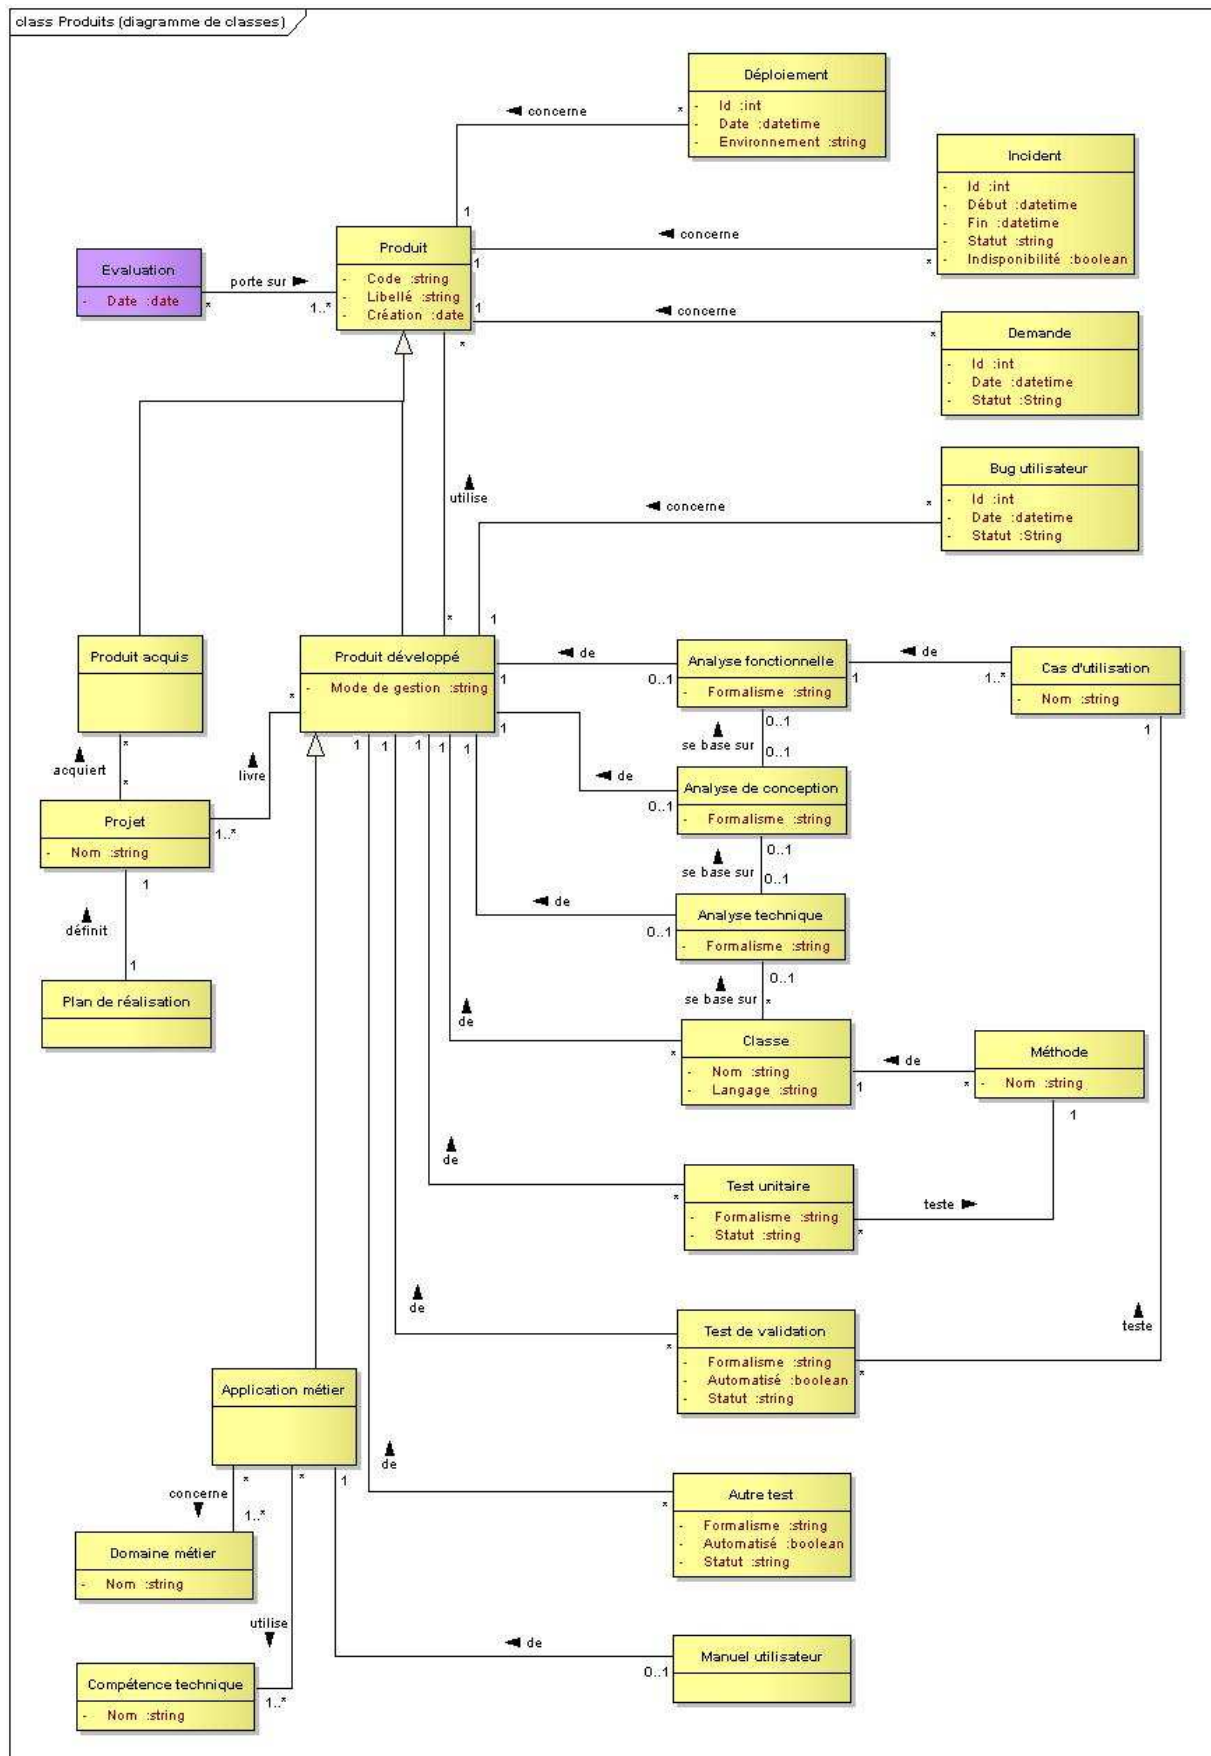 class Produits (diagramme de classes)
Déploiement
- Id :int
- Date :datetime
- Environnement :string
concerne
*
1
Incident
- Id :int
- Début :datetime
- Fin :datetime
- Statut :string
- Indisponibilité :boolean
concerne
1
*
Produit
- Code :string
- Libellé :string
- Création :date
Evaluation
- Date :date
porte sur
*
1..*
Demande
- Id :int
- Date :datetime
- Statut :String
concerne
1
*
*
utilise
*
Bug utilisateur
- Id :int
- Date :datetime
- Statut :String
concerne
*
1
Produit acquis
Produit développé
- Mode de gestion :string
Analyse fonctionnelle
- Formalisme :string
de
1
0..1
Cas d'utilisation
- Nom :string
de
1
1..*
1
*
livre
1..*
*
acquiert
*
Projet
- Nom :string
1
définit
1
Plan de réalisation
0..1
se base sur
0..1
Analyse de conception
- Formalisme :string
1
de
0..1
0..1
se base sur
0..1
Analyse technique
- Formalisme :string
1
1
1
1
1
de
0..1
0..1
se base sur
*
Classe
- Nom :string
- Langage :string
de
*
Méthode
- Nom :string
de
1
*
1
Test unitaire
- Formalisme :string
- Statut :string
de
*
teste
*
Test de validation
- Formalisme :string
- Automatisé :boolean
- Statut :string
de
*
teste
*
Application métier
Autre test
- Formalisme :string
- Automatisé :boolean
- Statut :string
de
*
*
concerne
1..*
Domaine métier
- Nom :string
*
utilise
1..*
Compétence technique
- Nom :string
1
de
0..1
Manuel utilisateur